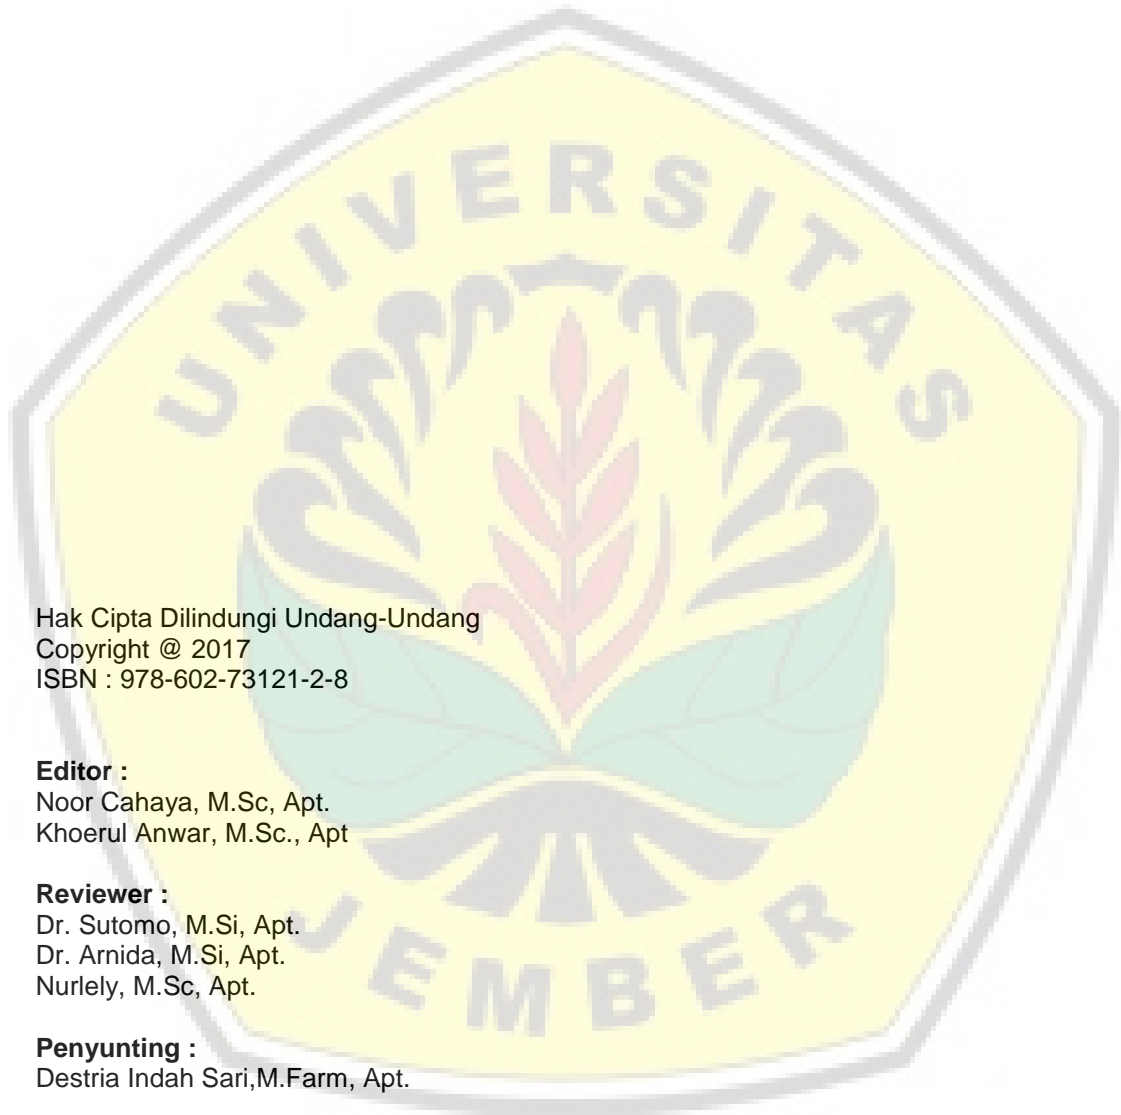 UNIVERSITAS
Hak Cipta Dilindungi Undang-Undang
Copyright @ 2017
ISBN : 978-602-73121-2-8
Editor :
Noor Cahaya, M.Sc, Apt.
Khoerul Anwar, M.Sc., Apt
Reviewer :
Dr. Sutomo, M.Si, Apt.
Dr. Arnida, M.Si, Apt.
Nurlely, M.Sc, Apt.
Penyunting :
Destria Indah Sari,M.Farm, Apt.
JEMBER